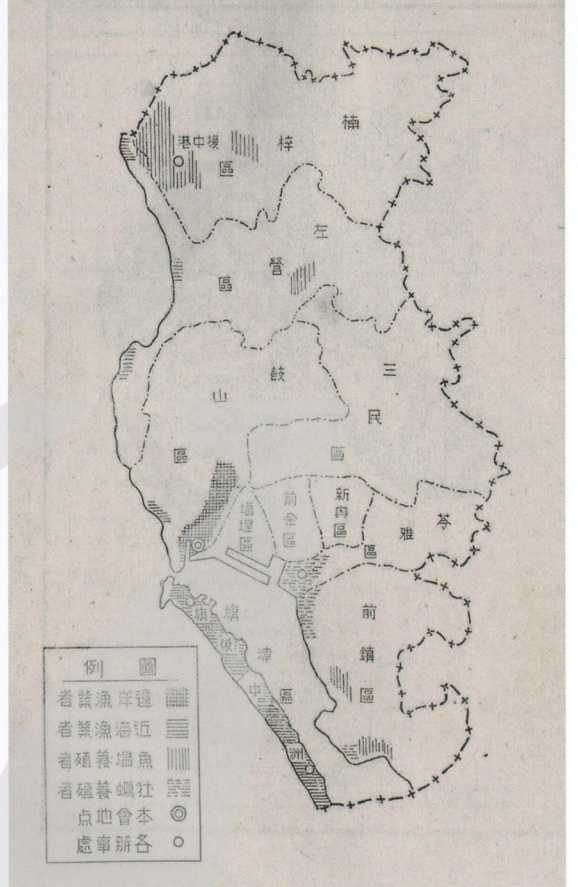 楠梓區
援中港
左營區
三民區
鼓山區
鹽埕區
前金區
新興區
苓雅區
前鎮區
旗津區
旗後
中洲
圖例
遠洋漁業者
近海漁業者
魚塭養殖者
牡蠣養殖者
本會地点
各辦事處